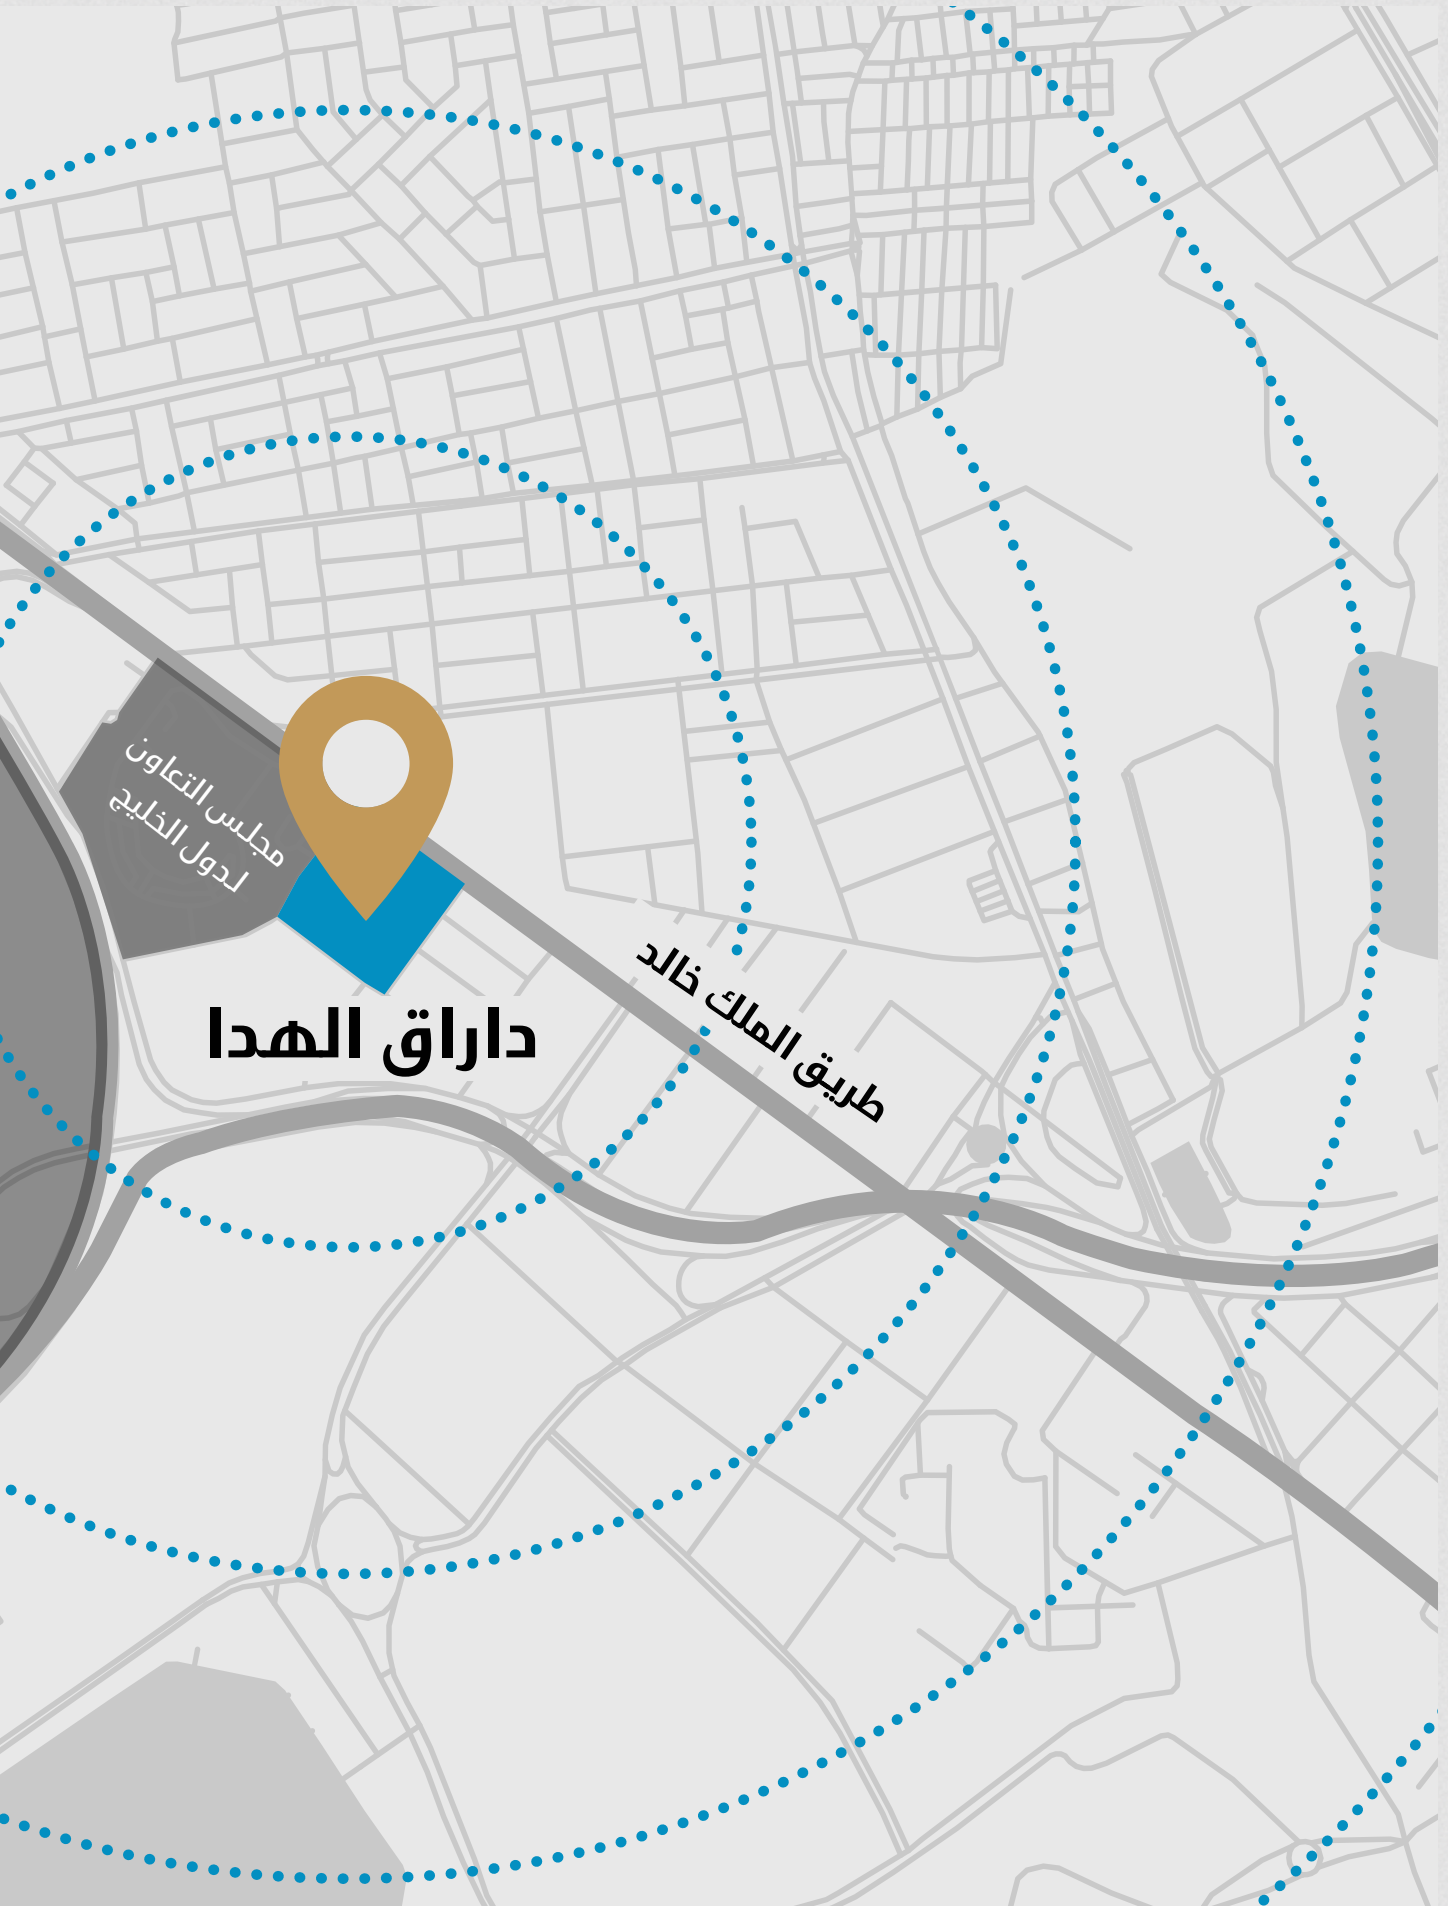 مجلس التعاون
لدول الخليج
طريق الملك خالد
داراق الهدا